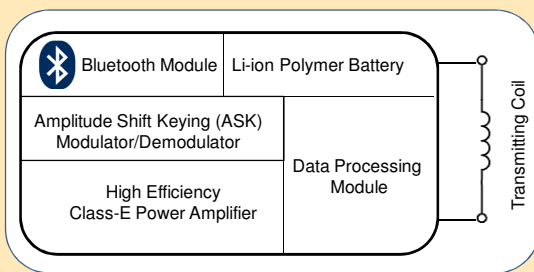 Bluetooth Module
Li-ion Polymer Battery
Amplitude Shift Keying (ASK)
Modulator/Demodulator
Data Processing
Module
High Efficiency
Class-E Power Amplifier
Transmitting Coil